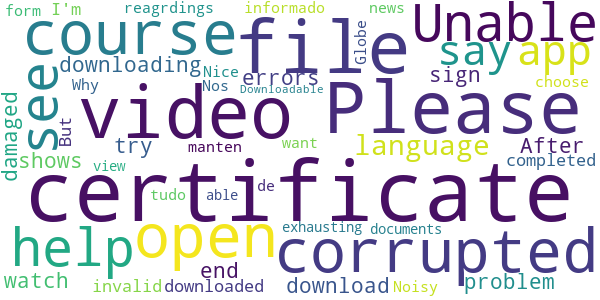 form I'm reagrdings informado news
course file Unable
Globe
see downloading Nice errors say app
sign
Why Nos Downloadable choose
damaged But video Please
try manten want language After
shows view completed
certificate
tudo able de
help open exhausting documents
corrupted
watch end
invalid downloaded download Noisy problem